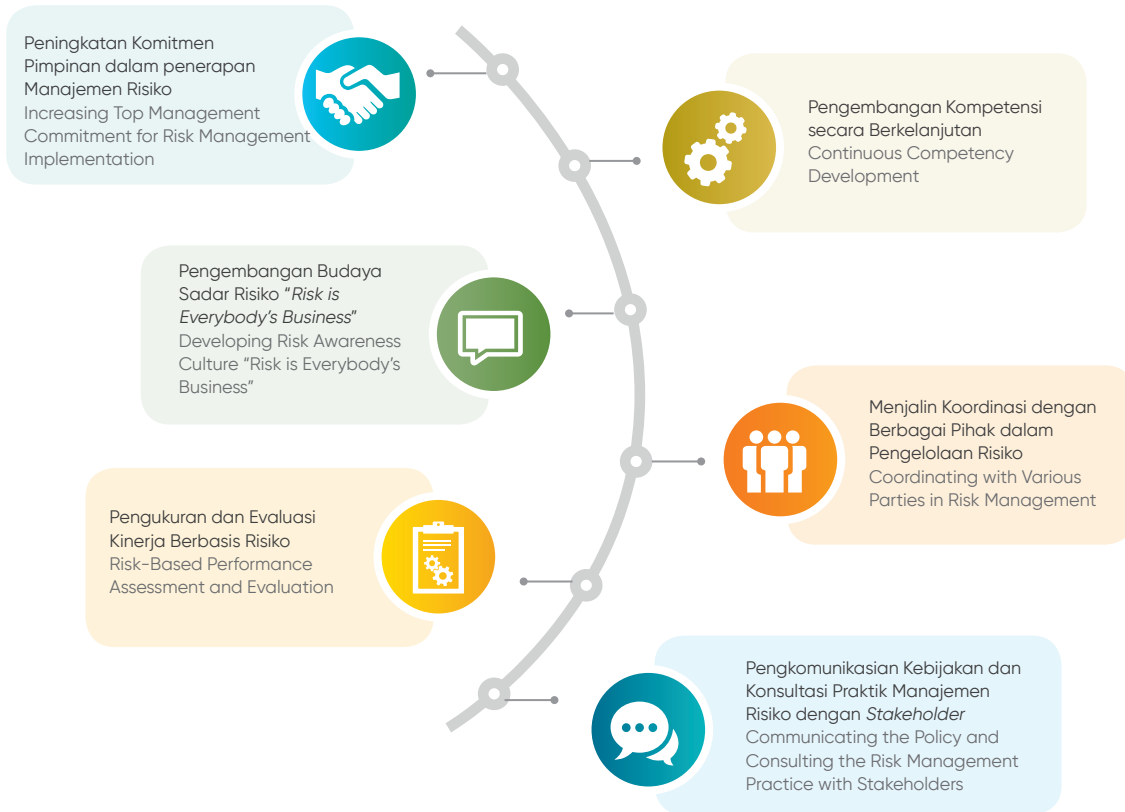 Peningkatan Komitmen
Pimpinan dalam penerapan
Manajemen Risiko
Increasing Top Management
Commitment for Risk Management
Implementation
Pengembangan Kompetensi
secara Berkelanjutan
Continuous Competency
Development
Pengembangan Budaya
Sadar Risiko "Risk is
Everybody's Business"
Developing Risk Awareness
Culture "Risk is Everybody's
Business"
Menjalin Koordinasi dengan
Berbagai Pihak dalam
Pengelolaan Risiko
Coordinating with Various
Parties in Risk Management
Pengukuran dan Evaluasi
Kinerja Berbasis Risiko
Risk-Based Performance
Assessment and Evaluation
Pengkomunikasian Kebijakan dan
Konsultasi Praktik Manajemen
Risiko dengan Stakeholder
Communicating the Policy and
Consulting the Risk Management
Practice with Stakeholders